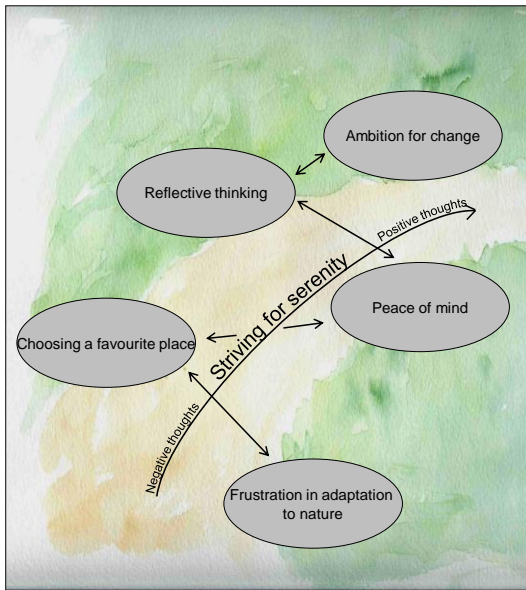 Ambition for change
Reflective thinking
Positive thoughts
Striving for serenity
Peace of mind
Choosing a favourite place
Negative thoughts
Frustration in adaptation
to nature